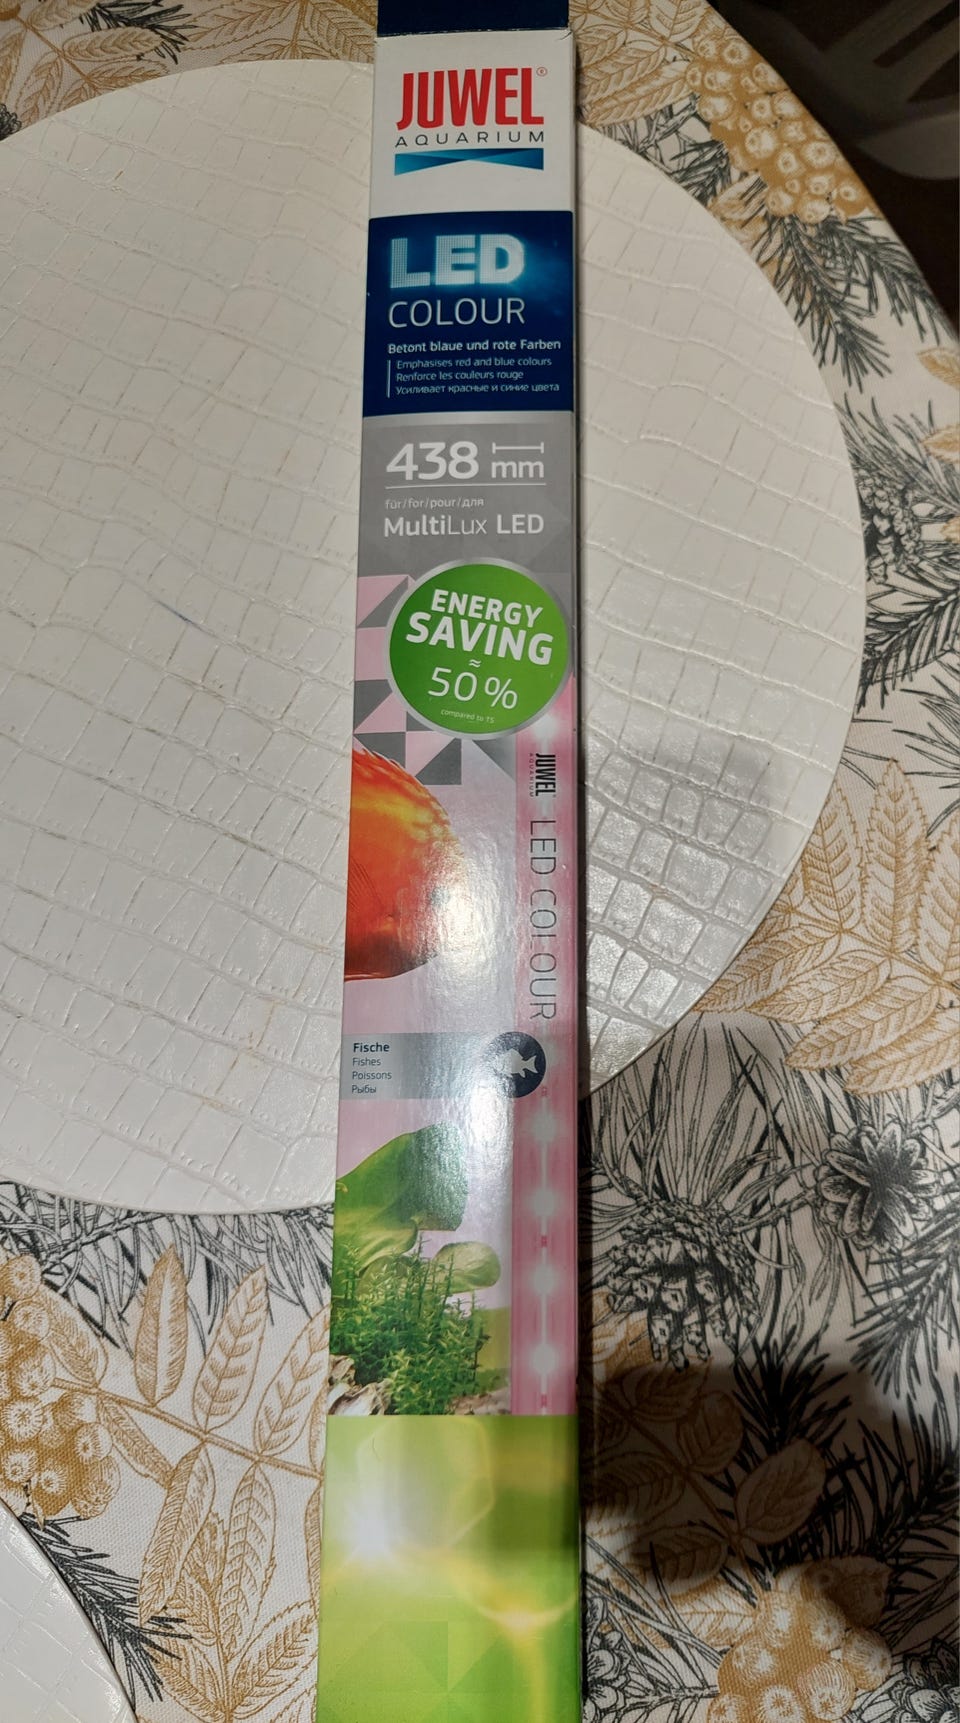 JUWEL®
AQUARIUM
LED
COLOUR
Betont blaue und rote Farben
Emphasises red and blue colours
Renforce les couleurs rouge
Усиливает красные и синие цвета
438 mm
für/for/pour/для
MultiLux LED
ENERGY
SAVING
≈
50%
compared to T5
JUWEL
AQUARIUM
LED COLOUR
Fische
Fishes
Poissons
Рыбы